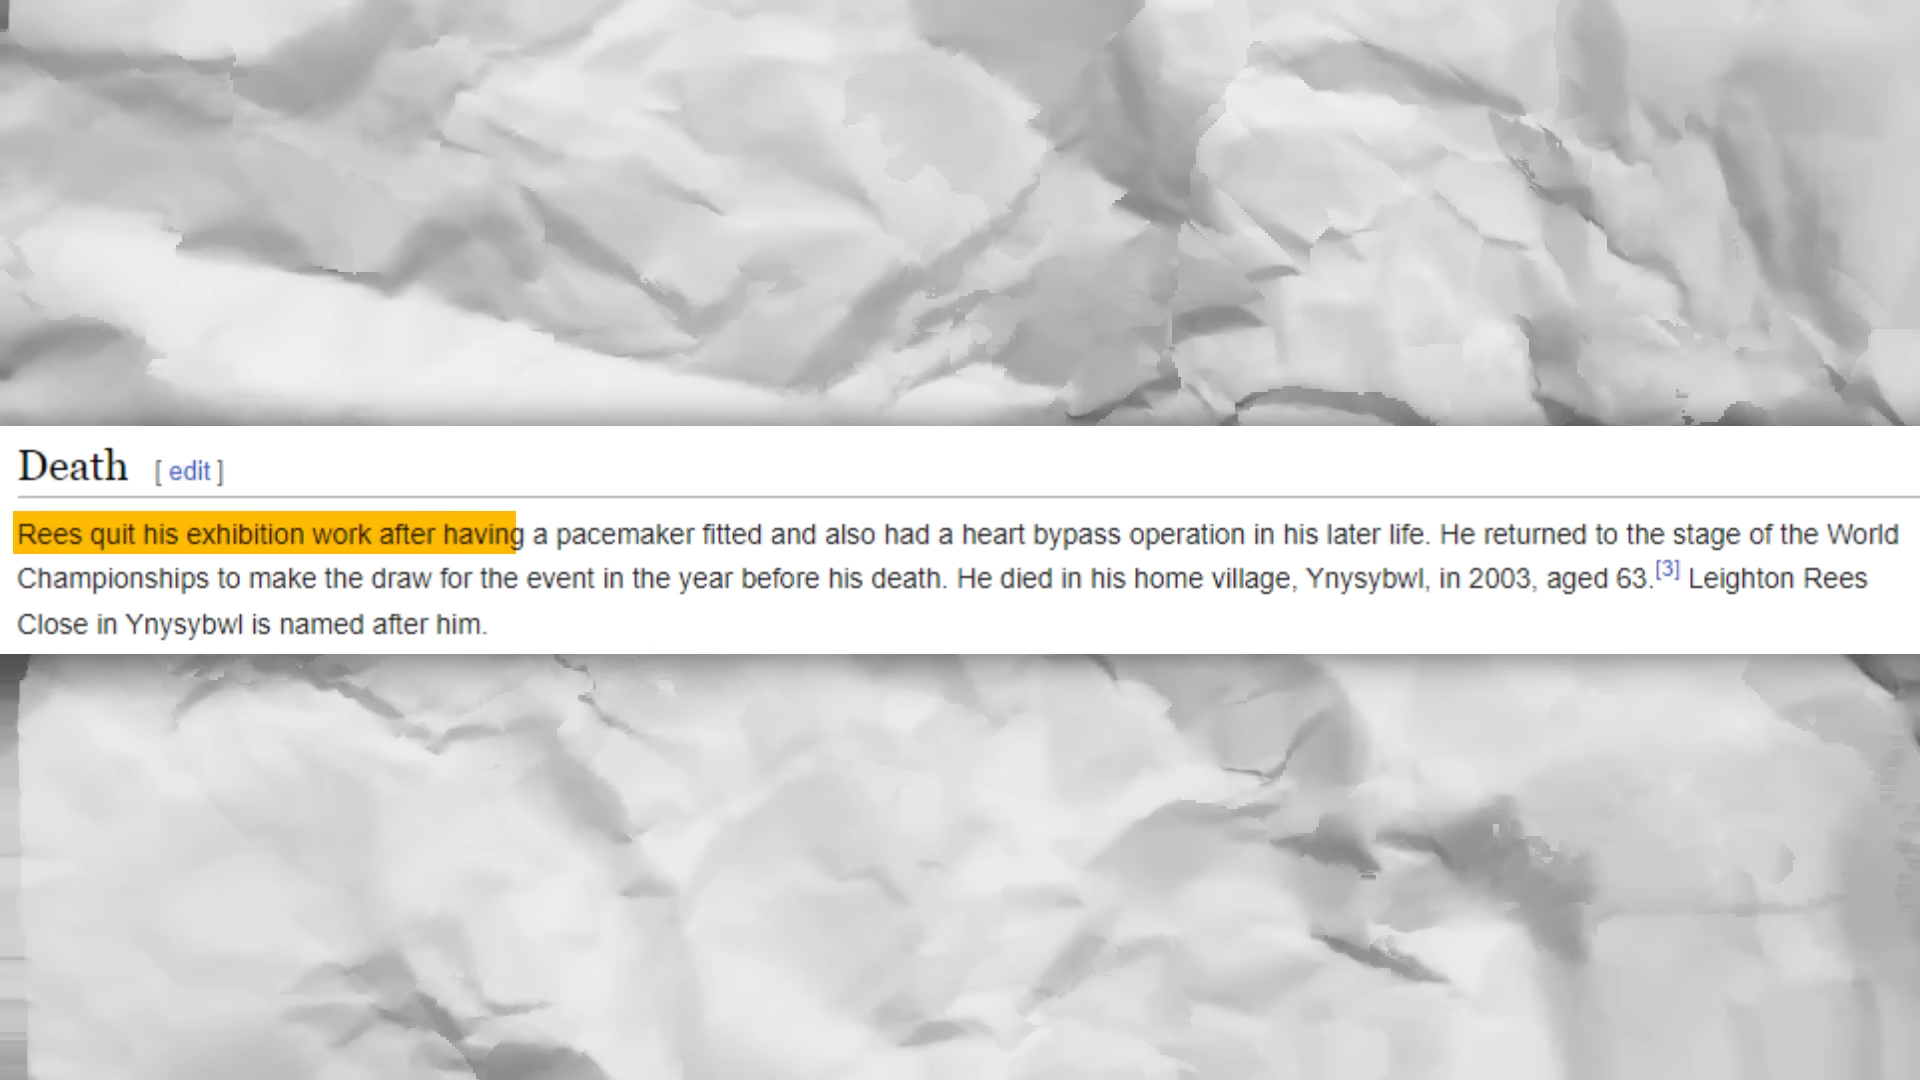 Death [ edit ]
Rees quit his exhibition work after having a pacemaker fitted and also had a heart bypass operation in his later life. He returned to the stage of the World
Championships to make the draw for the event in the year before his death. He died in his home village, Ynysybwl, in 2003, aged 63.[3] Leighton Rees
Close in Ynysybwl is named after him.